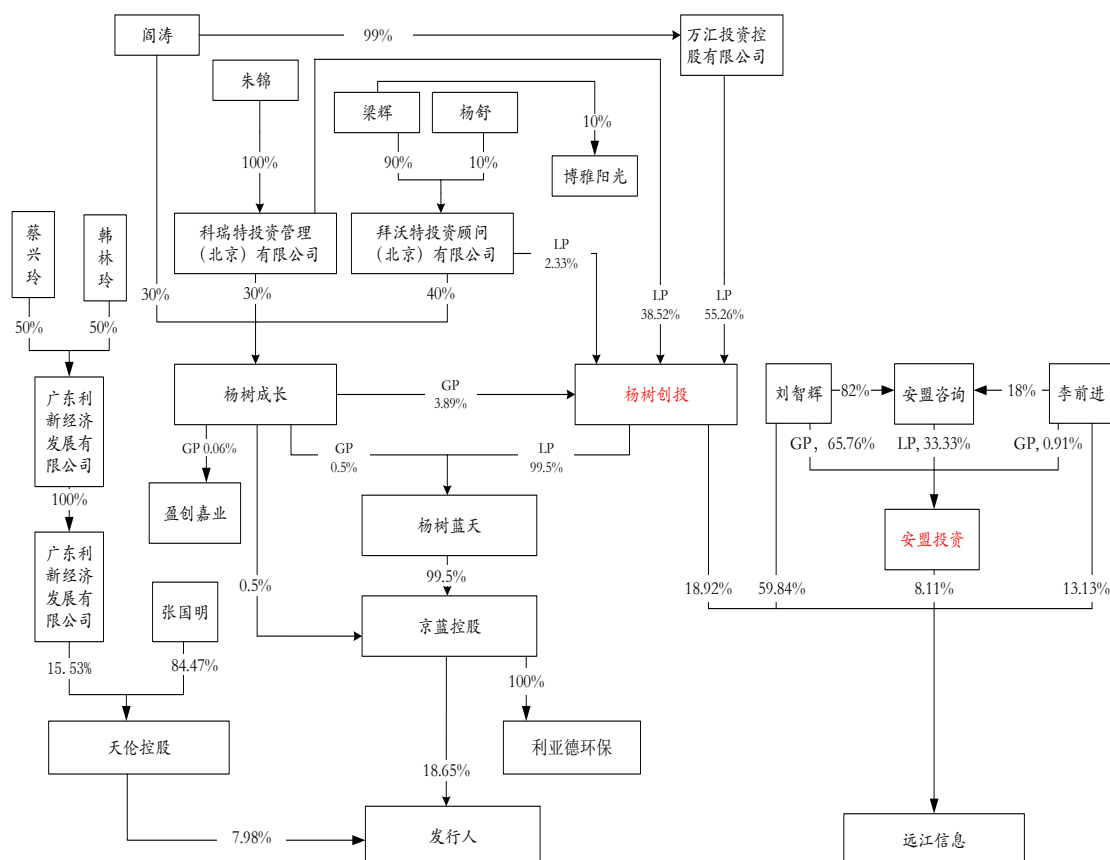 阎涛
99%
万汇投资控
股有限公司
朱锦
梁辉
杨舒
10%
100%
90%
10%
博雅阳光
蔡
兴
玲
韩
林
玲
科瑞特投资管理
（北京）有限公司
拜沃特投资顾问
（北京）有限公司
LP
2.33%
30%
30%
40%
LP
38.52%
LP
55.26%
50%
50%
广东利
新经济
发展有
限公司
杨树成长
GP
3.89%
杨树创投
刘智辉
82%
安盟咨询
18%
李前进
GP 0.06%
GP
0.5%
LP
99.5%
GP，65.76%
LP, 33.33%
GP, 0.91%
100%
盈创嘉业
杨树蓝天
安盟投资
广东利
新经济
发展有
限公司
张国明
0.5%
99.5%
18.92%
59.84%
8.11%
13.13%
京蓝控股
15.53%
84.47%
100%
天伦控股
利亚德环保
18.65%
7.98%
发行人
远江信息